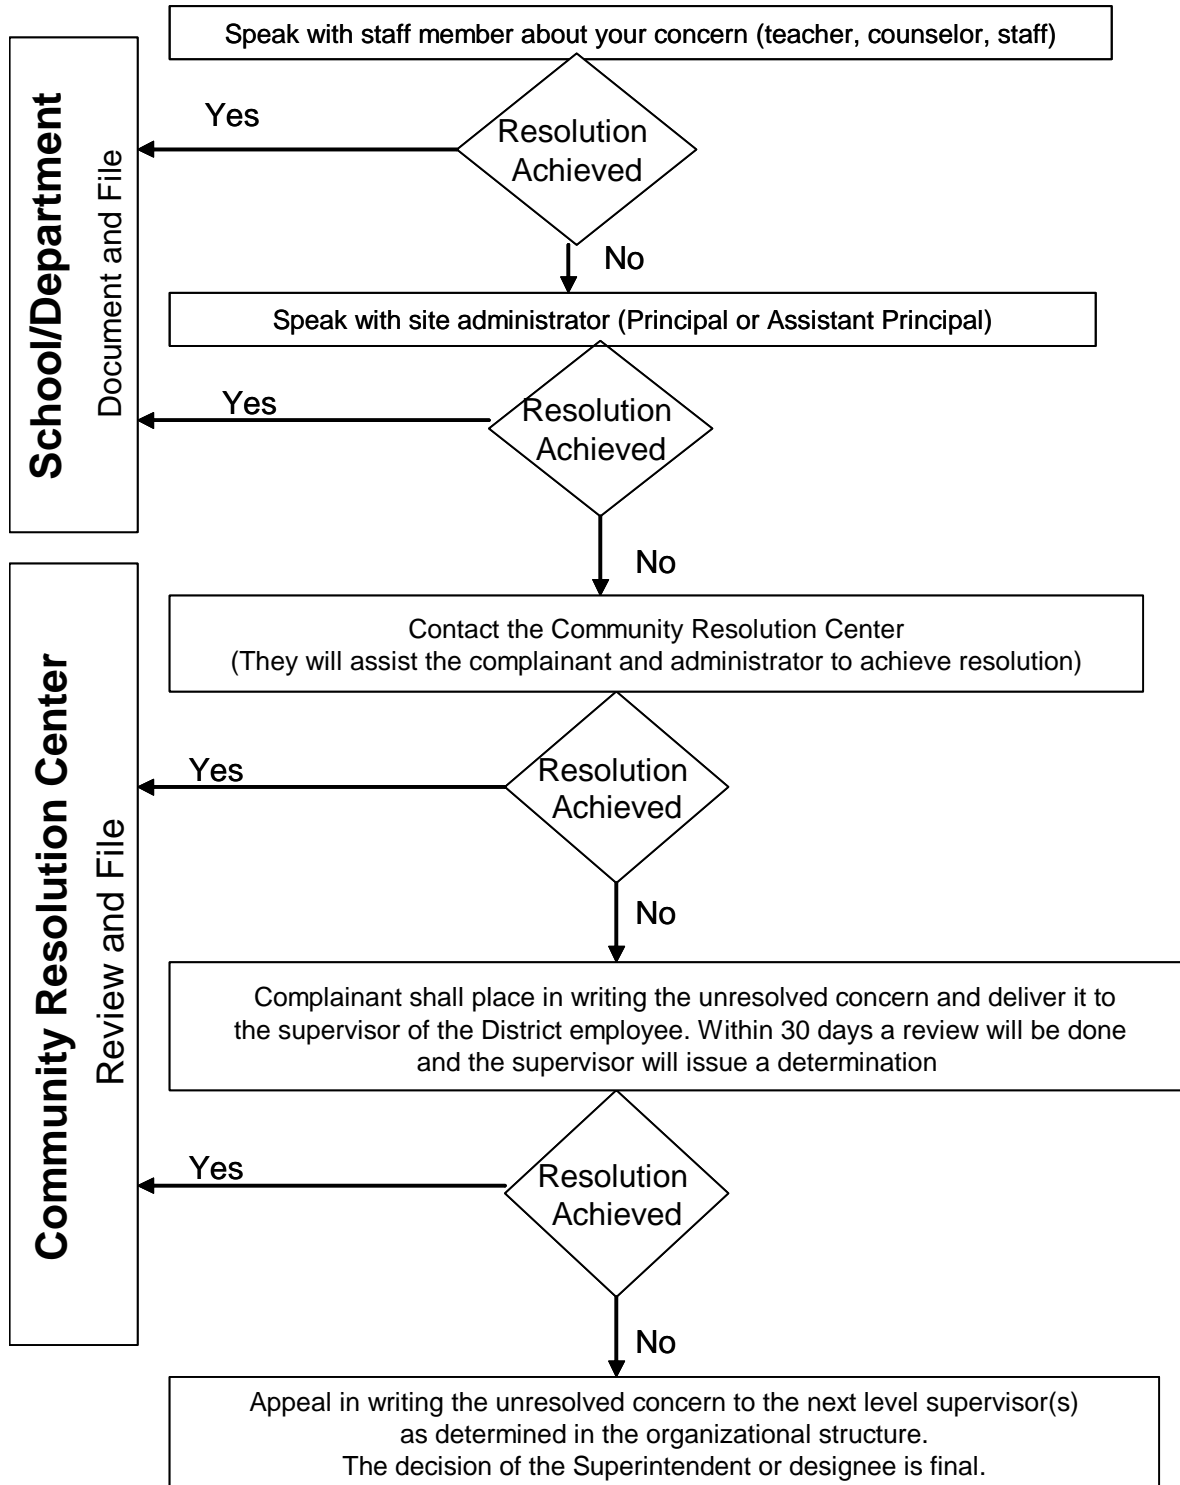 Speak with staff member about your concern (teacher, counselor, staff)
Yes
Resolution
Achieved
No
School/Department
Document and File
Speak with site administrator (Principal or Assistant Principal)
Yes
Resolution
Achieved
No
Contact the Community Resolution Center
(They will assist the complainant and administrator to achieve resolution)
Yes
Resolution
Achieved
No
Community Resolution Center
Review and File
Complainant shall place in writing the unresolved concern and deliver it to
the supervisor of the District employee. Within 30 days a review will be done
and the supervisor will issue a determination
Yes
Resolution
Achieved
No
Appeal in writing the unresolved concern to the next level supervisor(s)
as determined in the organizational structure.
The decision of the Superintendent or designee is final.